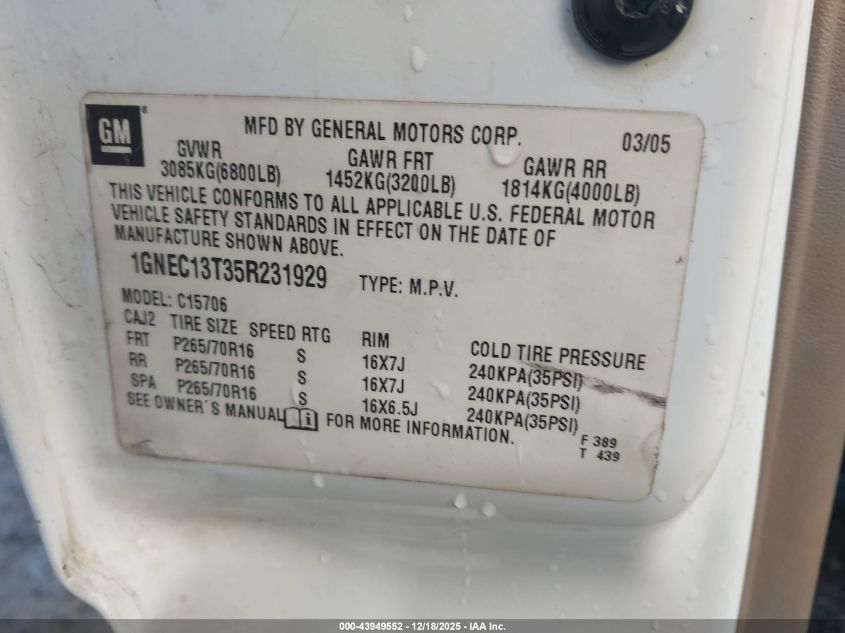 GM ®
MFD BY GENERAL MOTORS CORP. 03/05
GVWR GAWR FRT GAWR RR
3085KG(6800LB) 1452KG(3200LB) 1814KG(4000LB)
THIS VEHICLE CONFORMS TO ALL APPLICABLE U.S. FEDERAL MOTOR
VEHICLE SAFETY STANDARDS IN EFFECT ON THE DATE OF
MANUFACTURE SHOWN ABOVE.
1GNEC13T35R231929 TYPE: M.P.V.
MODEL: C15706
CAJ2 TIRE SIZE SPEED RTG RIM COLD TIRE PRESSURE
FRT P265/70R16 S 16X7J 240KPA(35PSI)
RR P265/70R16 S 16X7J 240KPA(35PSI)
SPA P265/70R16 S 16X6.5J 240KPA(35PSI)
SEE OWNER'S MANUAL i FOR MORE INFORMATION.
F 389
T 439
000-43949552 - 12/18/2025 - IAA Inc.